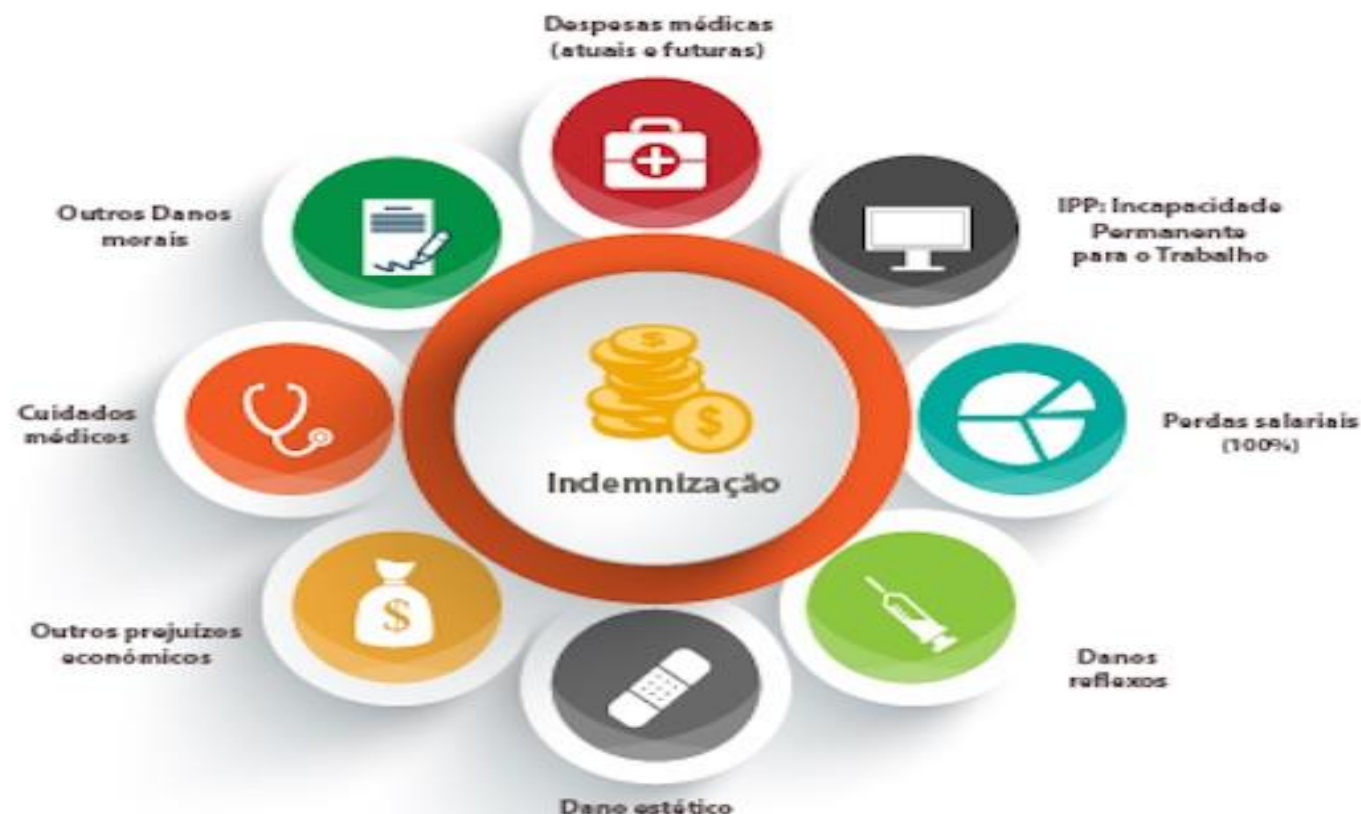 Despesas médicas
(atuais e futuras)
IPP: Incapacidade
Permanente
para o Trabalho
Perdas salariais
(100%)
Danos
reflexos
Dano estético
Outros prejuízos
económicos
Cuidados
médicos
Outros Danos
morais
Indemnização